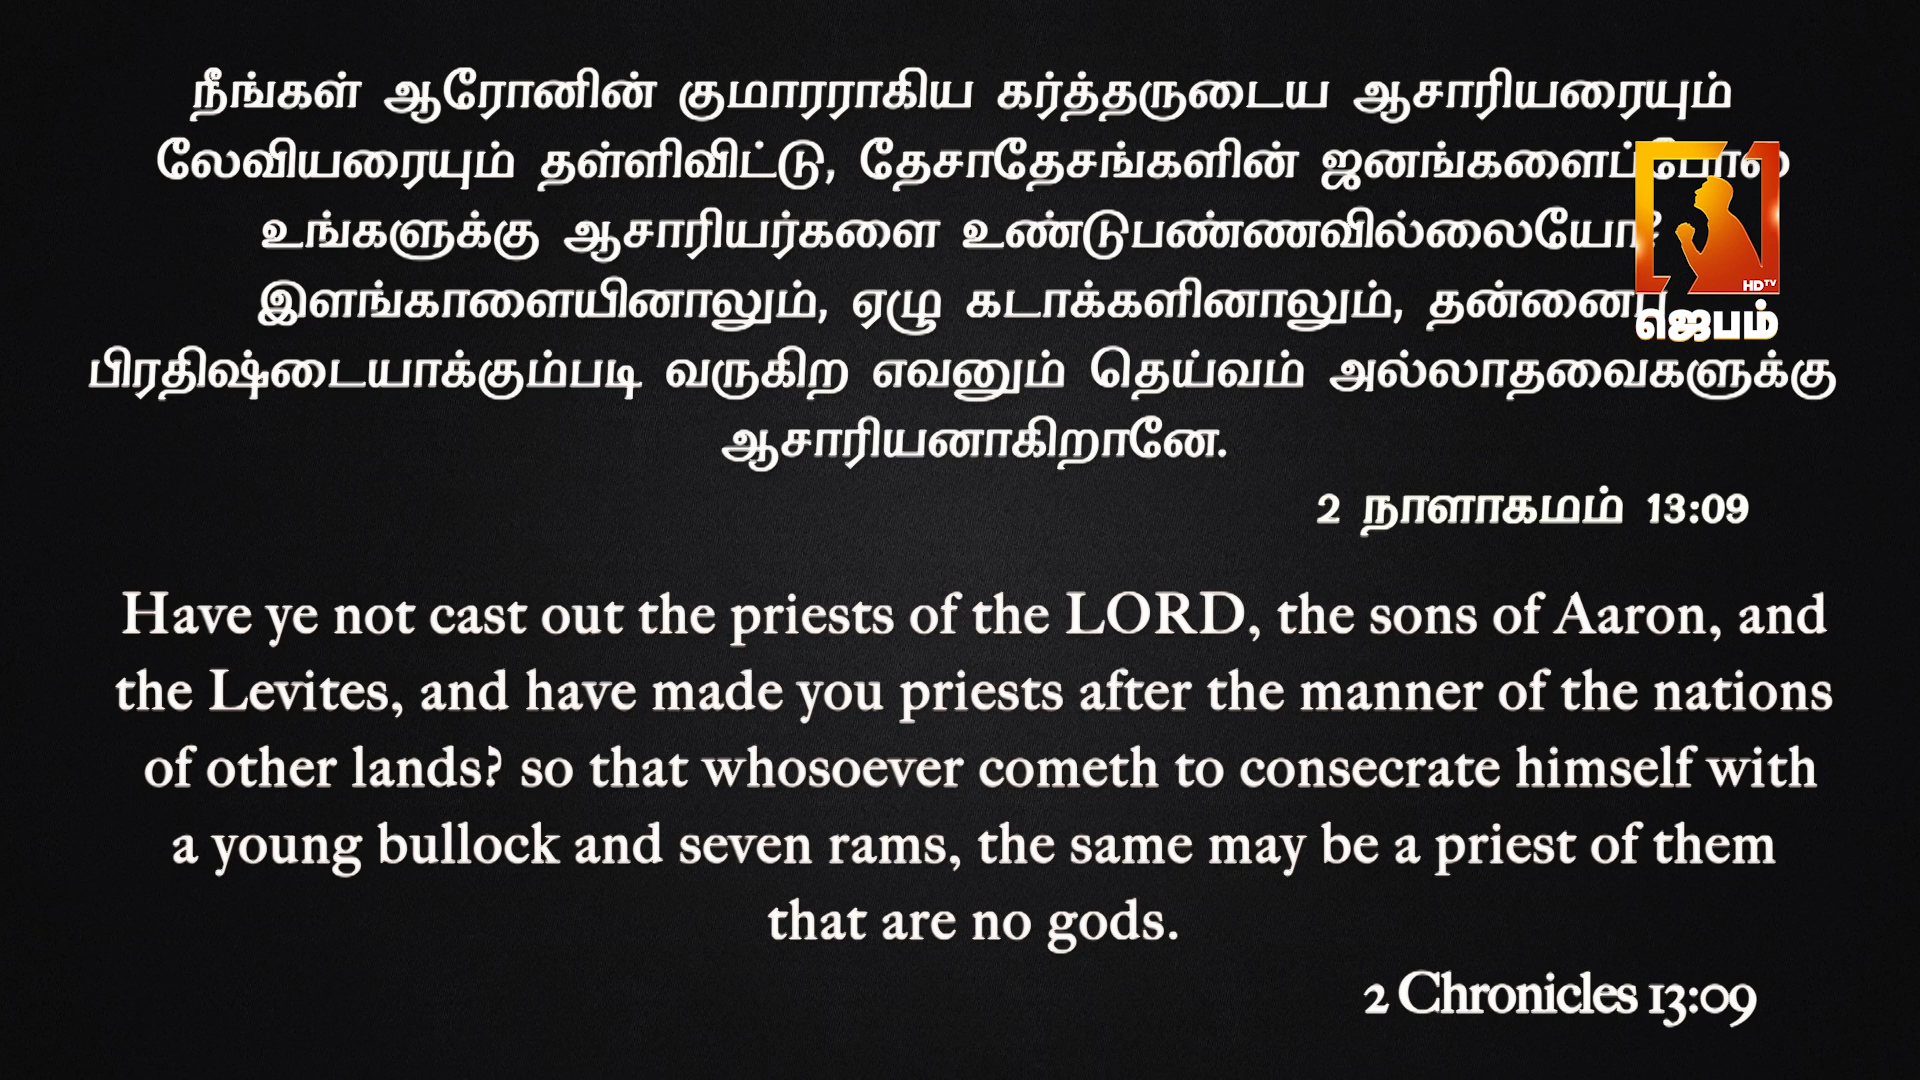 நீங்கள் ஆரோனின் குமாரராகிய கர்த்தருடைய ஆசாரியரையும்
லேவியரையும் தள்ளிவிட்டு, தேசாதேசங்களின் ஜனங்களைப்போல
உங்களுக்கு ஆசாரியர்களை உண்டுபண்ணவில்லையோ?
இளங்காளையினாலும், ஏழு கடாக்களினாலும், தன்னைப்
பிரதிஷ்டையாக்கும்படி வருகிற எவனும் தெய்வம் அல்லாதவைகளுக்கு
ஆசாரியனாகிறானே.
2 நாளாகமம் 13:09
HDTV
ஜெபம்
Have ye not cast out the priests of the LORD, the sons of Aaron, and
the Levites, and have made you priests after the manner of the nations
of other lands? so that whosoever cometh to consecrate himself with
a young bullock and seven rams, the same may be a priest of them
that are no gods.
2 Chronicles 13:09